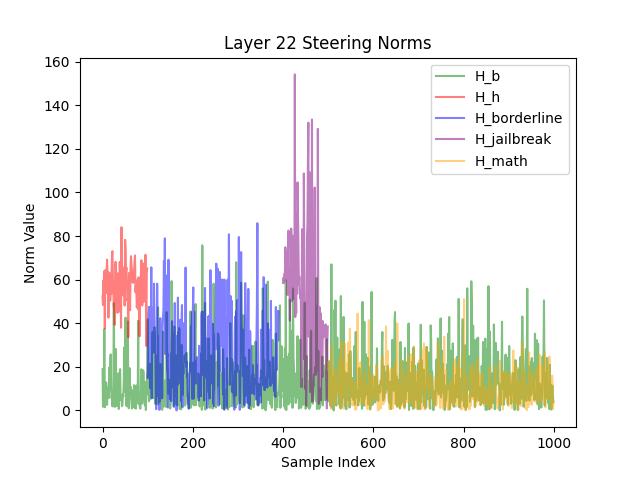 Layer 22 Steering Norms
160
140
120
100
80
60
40
20
0
Norm Value
H_b
H_h
H_borderline
H_jailbreak
H_math
0
200
400
600
800
1000
Sample Index